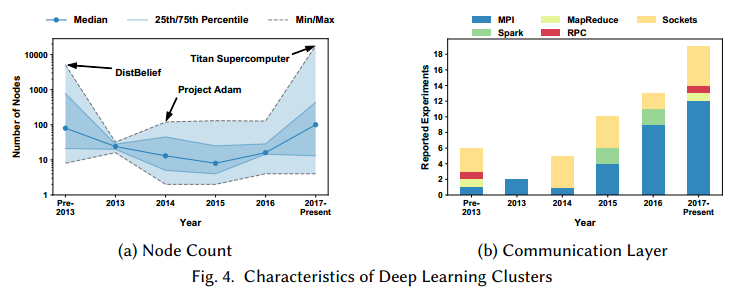 Median 25th/75th Percentile Min/Max
Number of Nodes
10000
1000
100
10
1
DistBelief
Project Adam
Titan Supercomputer
Pre-
2013 2013 2014 2015 2016 2017-
Present
Year
(a) Node Count
MPI MapReduce Sockets
Spark RPC
Reported Experiments
18
16
14
12
10
8
6
4
2
0
Pre-
2013 2013 2014 2015 2016 2017-
Present
Year
(b) Communication Layer
Fig. 4. Characteristics of Deep Learning Clusters